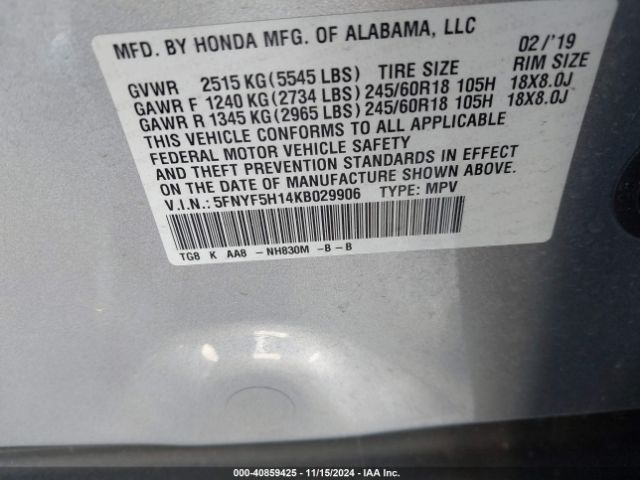 MFD. BY HONDA MFG. OF ALABAMA, LLC 02/'19
GVWR 2515 KG(5545 LBS) TIRE SIZE RIM SIZE
GAWR F 1240 KG(2734 LBS)245/60R18 105H 18X8.0J
GAWR R 1345 KG(2965 LBS)245/60R18 105H 18X8.0J
THIS VEHICLE CONFORMS TO ALL APPLICABLE
FEDERAL MOTOR VEHICLE SAFETY
AND THEFT PREVENTION STANDARDS IN EFFECT
ON THE DATE OF MANUFACTURE SHOWN ABOVE.
V.I.N.:5FNYF5H14KB029906 TYPE: MPV
TG8 K AA8 -NH830M -B-B
000-40859425 - 11/15/2024 - IAA Inc.